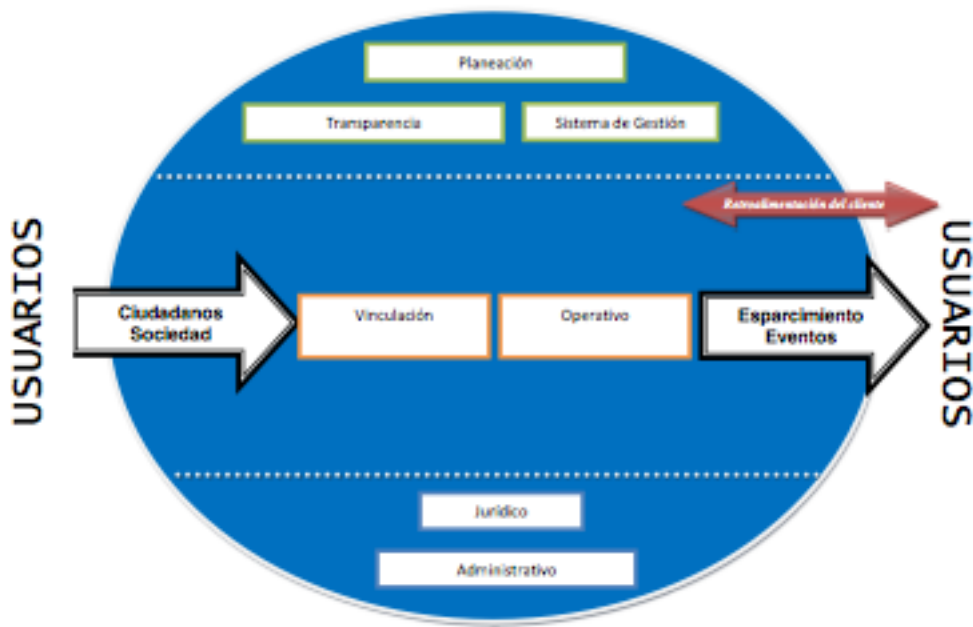 Planeación
Transparencia
Sistema de Gestión
Retroalimentación del cliente
USUARIOS
Ciudadanos
Sociedad
Vinculación
Operativo
Esparcimiento
Eventos
USUARIOS
Jurídico
Administrativo